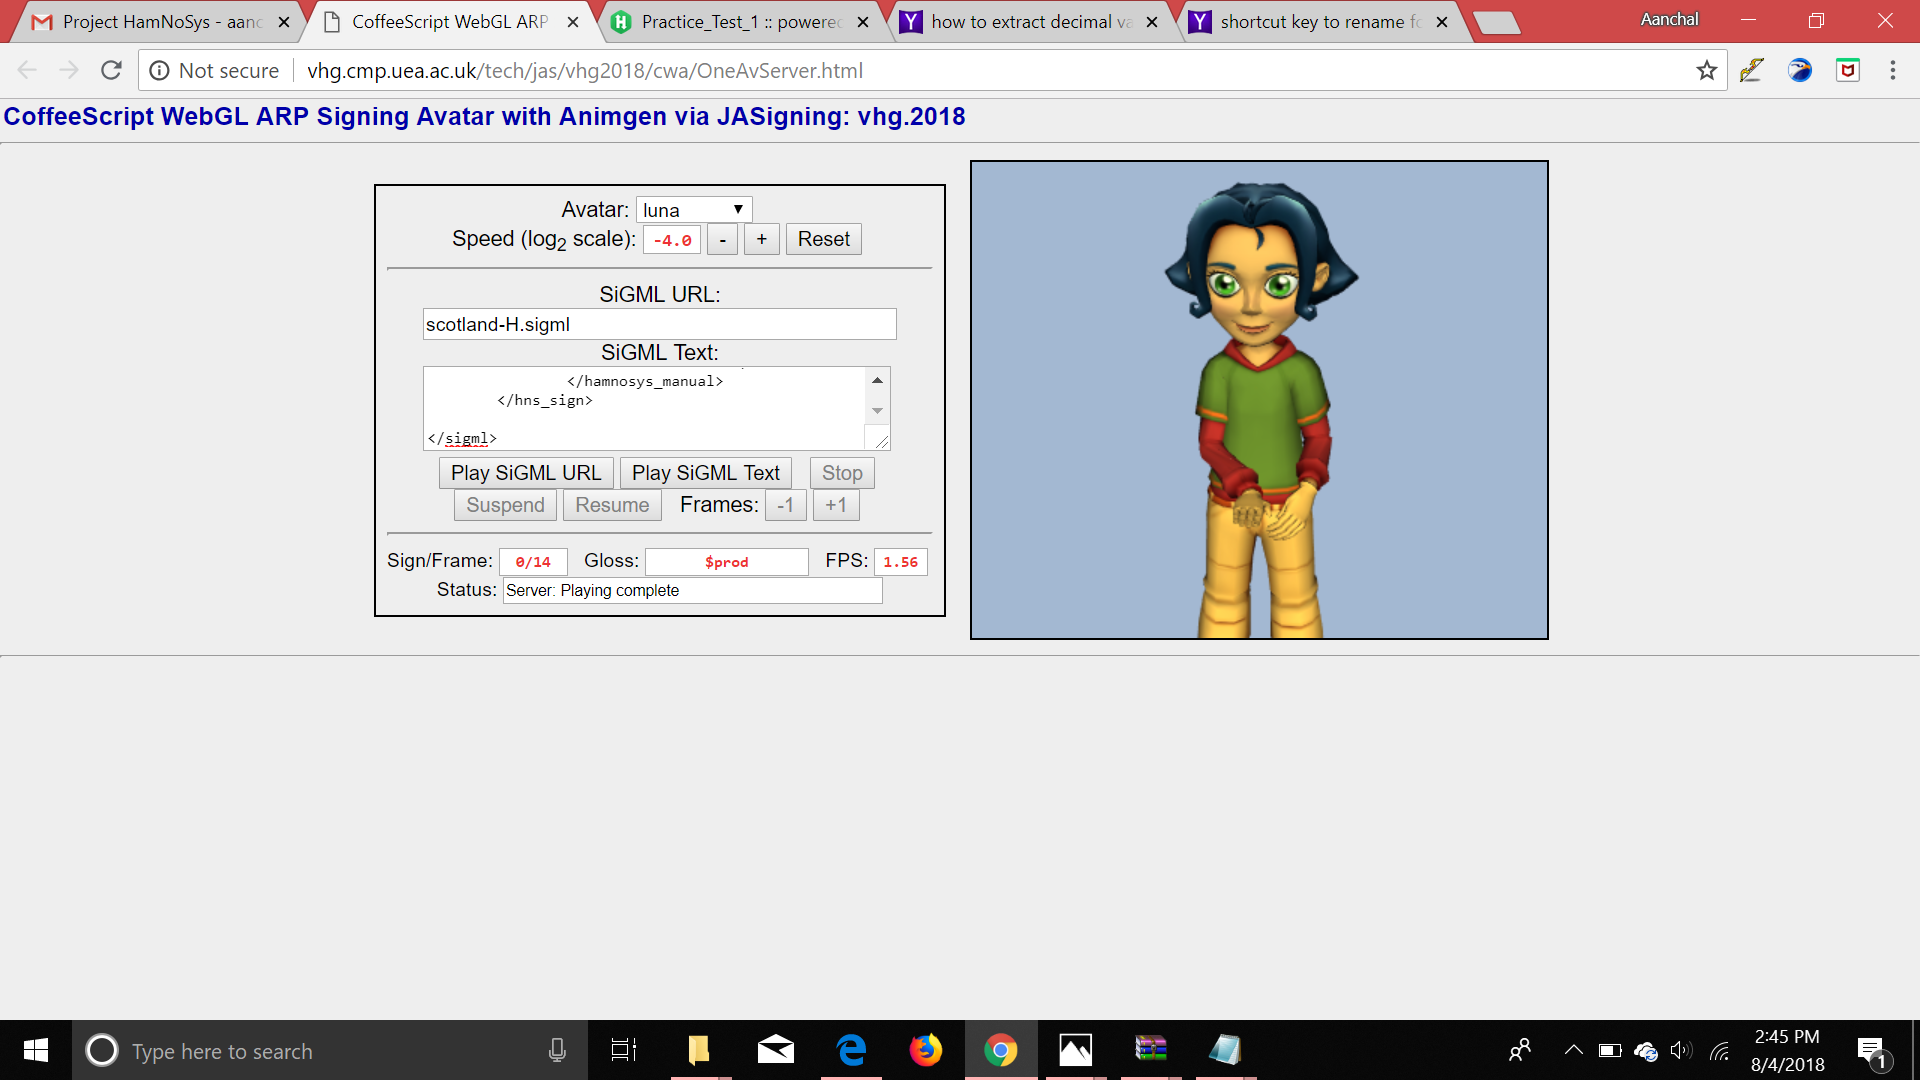 Project HamNoSys - aanc
CoffeeScript WebGL ARP
Practice_Test_1 :: powered
how to extract decimal va
shortcut key to rename fo
Aanchal
Not secure
vhg.cmp.uea.ac.uk/tech/jas/vhg2018/cwa/OneAvServer.html
CoffeeScript WebGL ARP Signing Avatar with Animgen via JASigning: vhg.2018
Avatar: luna
Speed (log2 scale): -4.0 - + Reset
SiGML URL:
scotland-H.sigml
SiGML Text:
</hamnosys_manual>
</hns_sign>
</sigml>
Play SiGML URL Play SiGML Text Stop
Suspend Resume Frames: -1 +1
Sign/Frame: 0/14 Gloss: $prod FPS: 1.56
Status: Server: Playing complete
Type here to search
2:45 PM
8/4/2018
1